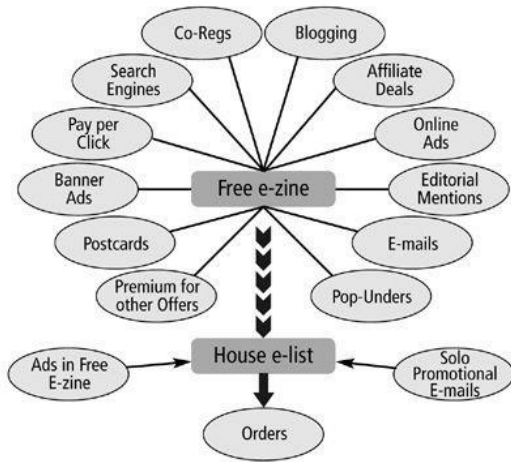 Co-Regs
Blogging
Search
Engines
Affiliate
Deals
Pay per
Click
Online
Ads
Banner
Ads
Free e-zine
Editorial
Mentions
Postcards
E-mails
Premium for
other Offers
Pop-Unders
House e-list
Ads in Free
E-zine
Solo
Promotional
E-mails
Orders